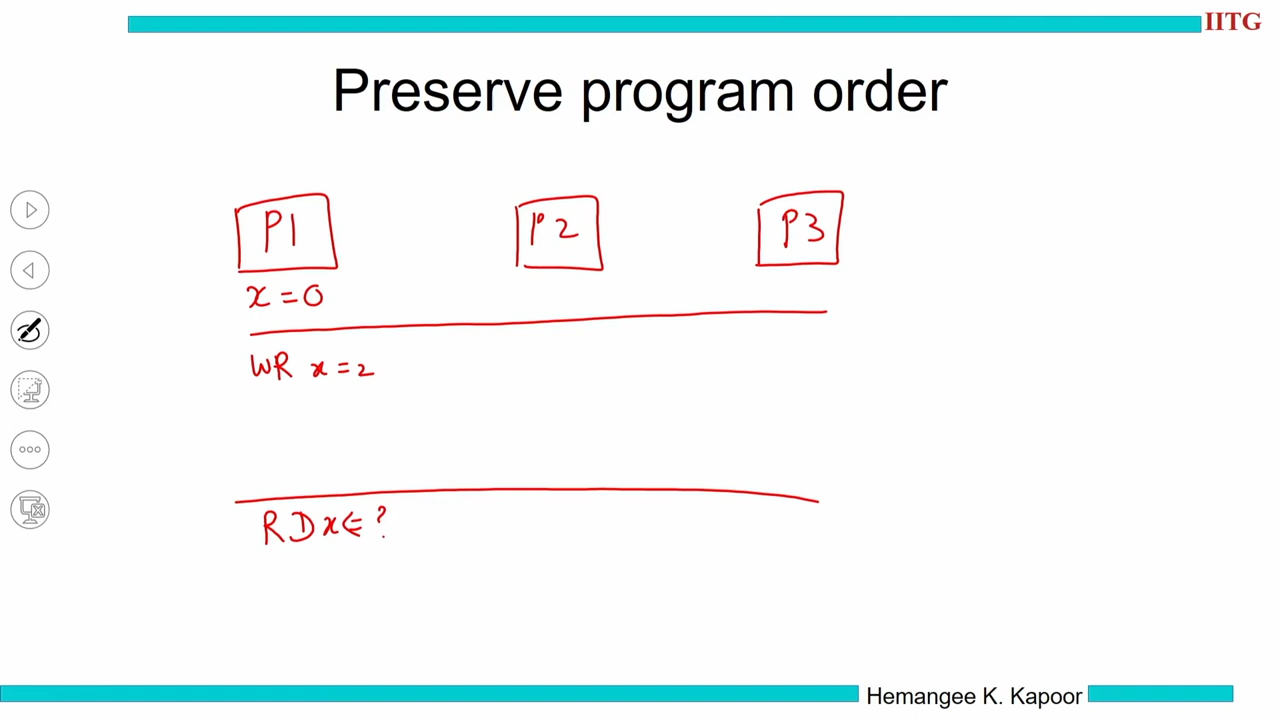 IITG
Preserve program order
P1 P2 P3
x = 0
WR x = 2
RD x ⇐ ?
Hemangee K. Kapoor